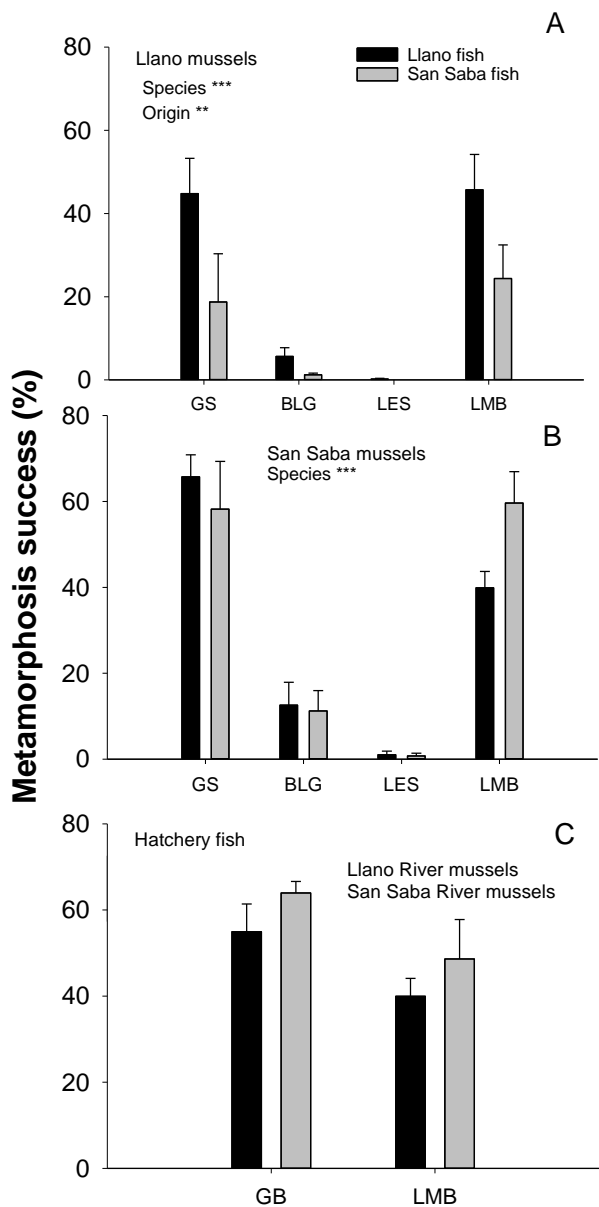 A
Llano mussels
Species ***
Origin **
Llano fish
San Saba fish
80
60
40
20
0
GS BLG LES LMB
B
San Saba mussels
Species ***
80
60
40
20
0
GS BLG LES LMB
Metamorphosis success (%)
C
Hatchery fish
Llano River mussels
San Saba River mussels
80
60
40
20
0
GB LMB